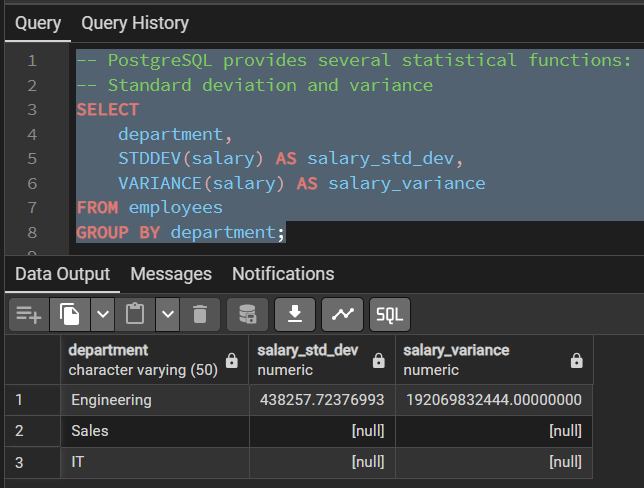 Query Query History
1 -- PostgreSQL provides several statistical functions:
2 -- Standard deviation and variance
3 SELECT
4 department,
5 STDDEV(salary) AS salary_std_dev,
6 VARIANCE(salary) AS salary_variance
7 FROM employees
8 GROUP BY department;
Data Output Messages Notifications
SQL
department salary_std_dev salary_variance
character varying (50) numeric numeric
1 Engineering 438257.72376993 192069832444.00000000
2 Sales [null] [null]
3 IT [null] [null]